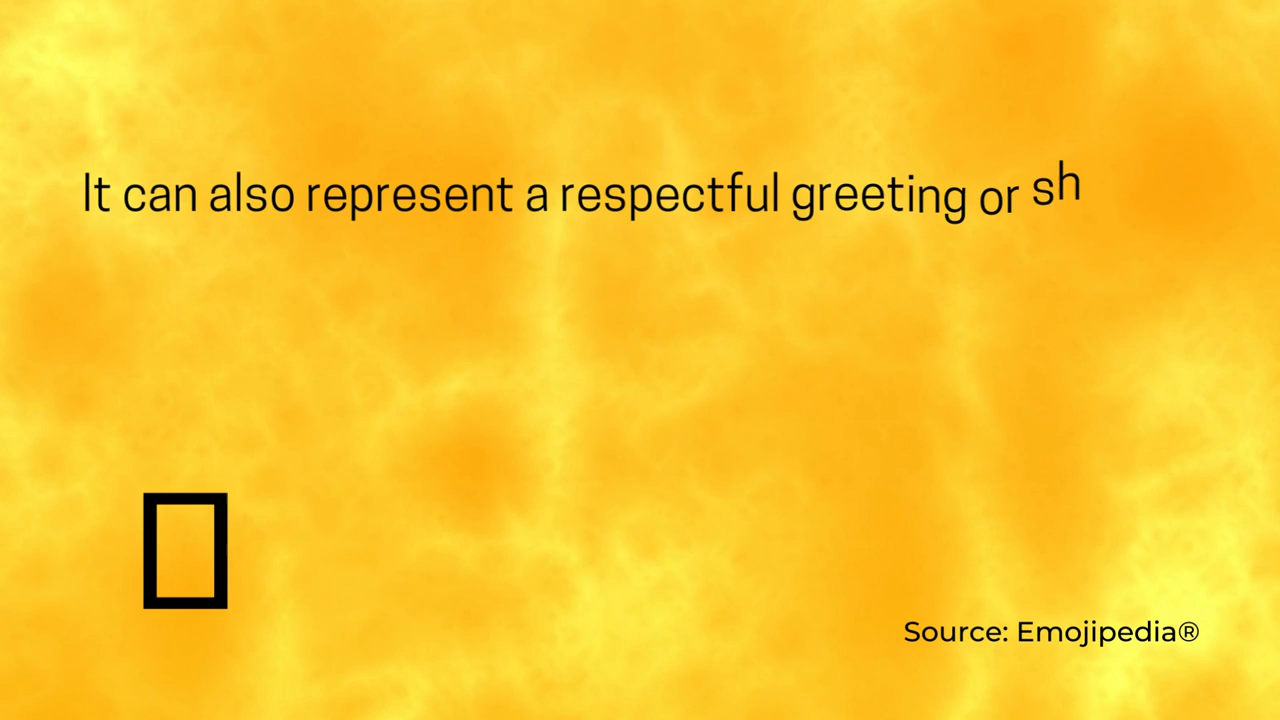 It can also represent a respectful greeting or sh
Source: Emojipedia®